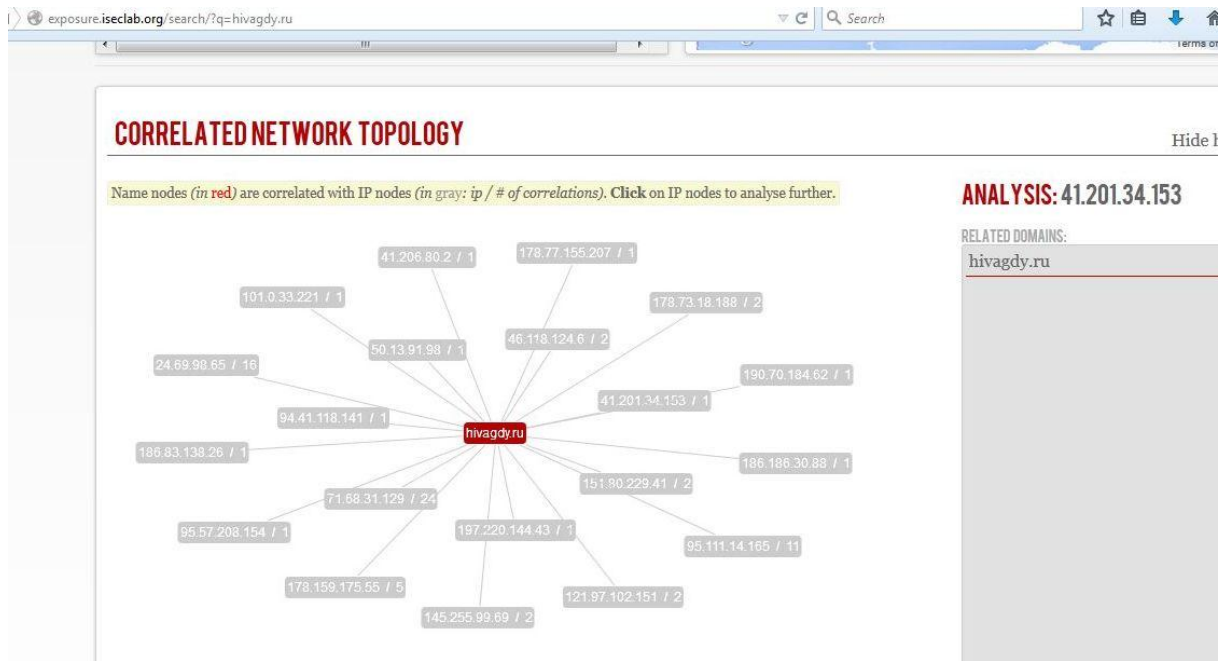 exposure.iseclab.org/search/?q=hivagdy.ru
Search
Terms of
CORRELATED NETWORK TOPOLOGY
Hide
Name nodes (in red) are correlated with IP nodes (in gray: ip / # of correlations). Click on IP nodes to analyse further.
ANALYSIS: 41.201.34.153
RELATED DOMAINS:
hivagdy.ru
41.206.80.2 / 1
178.77.155.207 / 1
101.0.33.221 / 1
178.73.18.188 / 2
46.118.124.6 / 2
50.13.91.98 / 1
24.69.98.65 / 16
190.70.184.62 / 1
41.201.34.153 / 1
94.41.118.141 / 1
hivagdy.ru
186.83.138.26 / 1
186.186.30.88 / 1
151.80.229.41 / 2
71.68.31.129 / 24
95.57.208.154 / 1
197.220.144.43 / 1
95.111.14.165 / 11
178.159.175.55 / 5
121.97.102.151 / 2
145.255.99.69 / 2